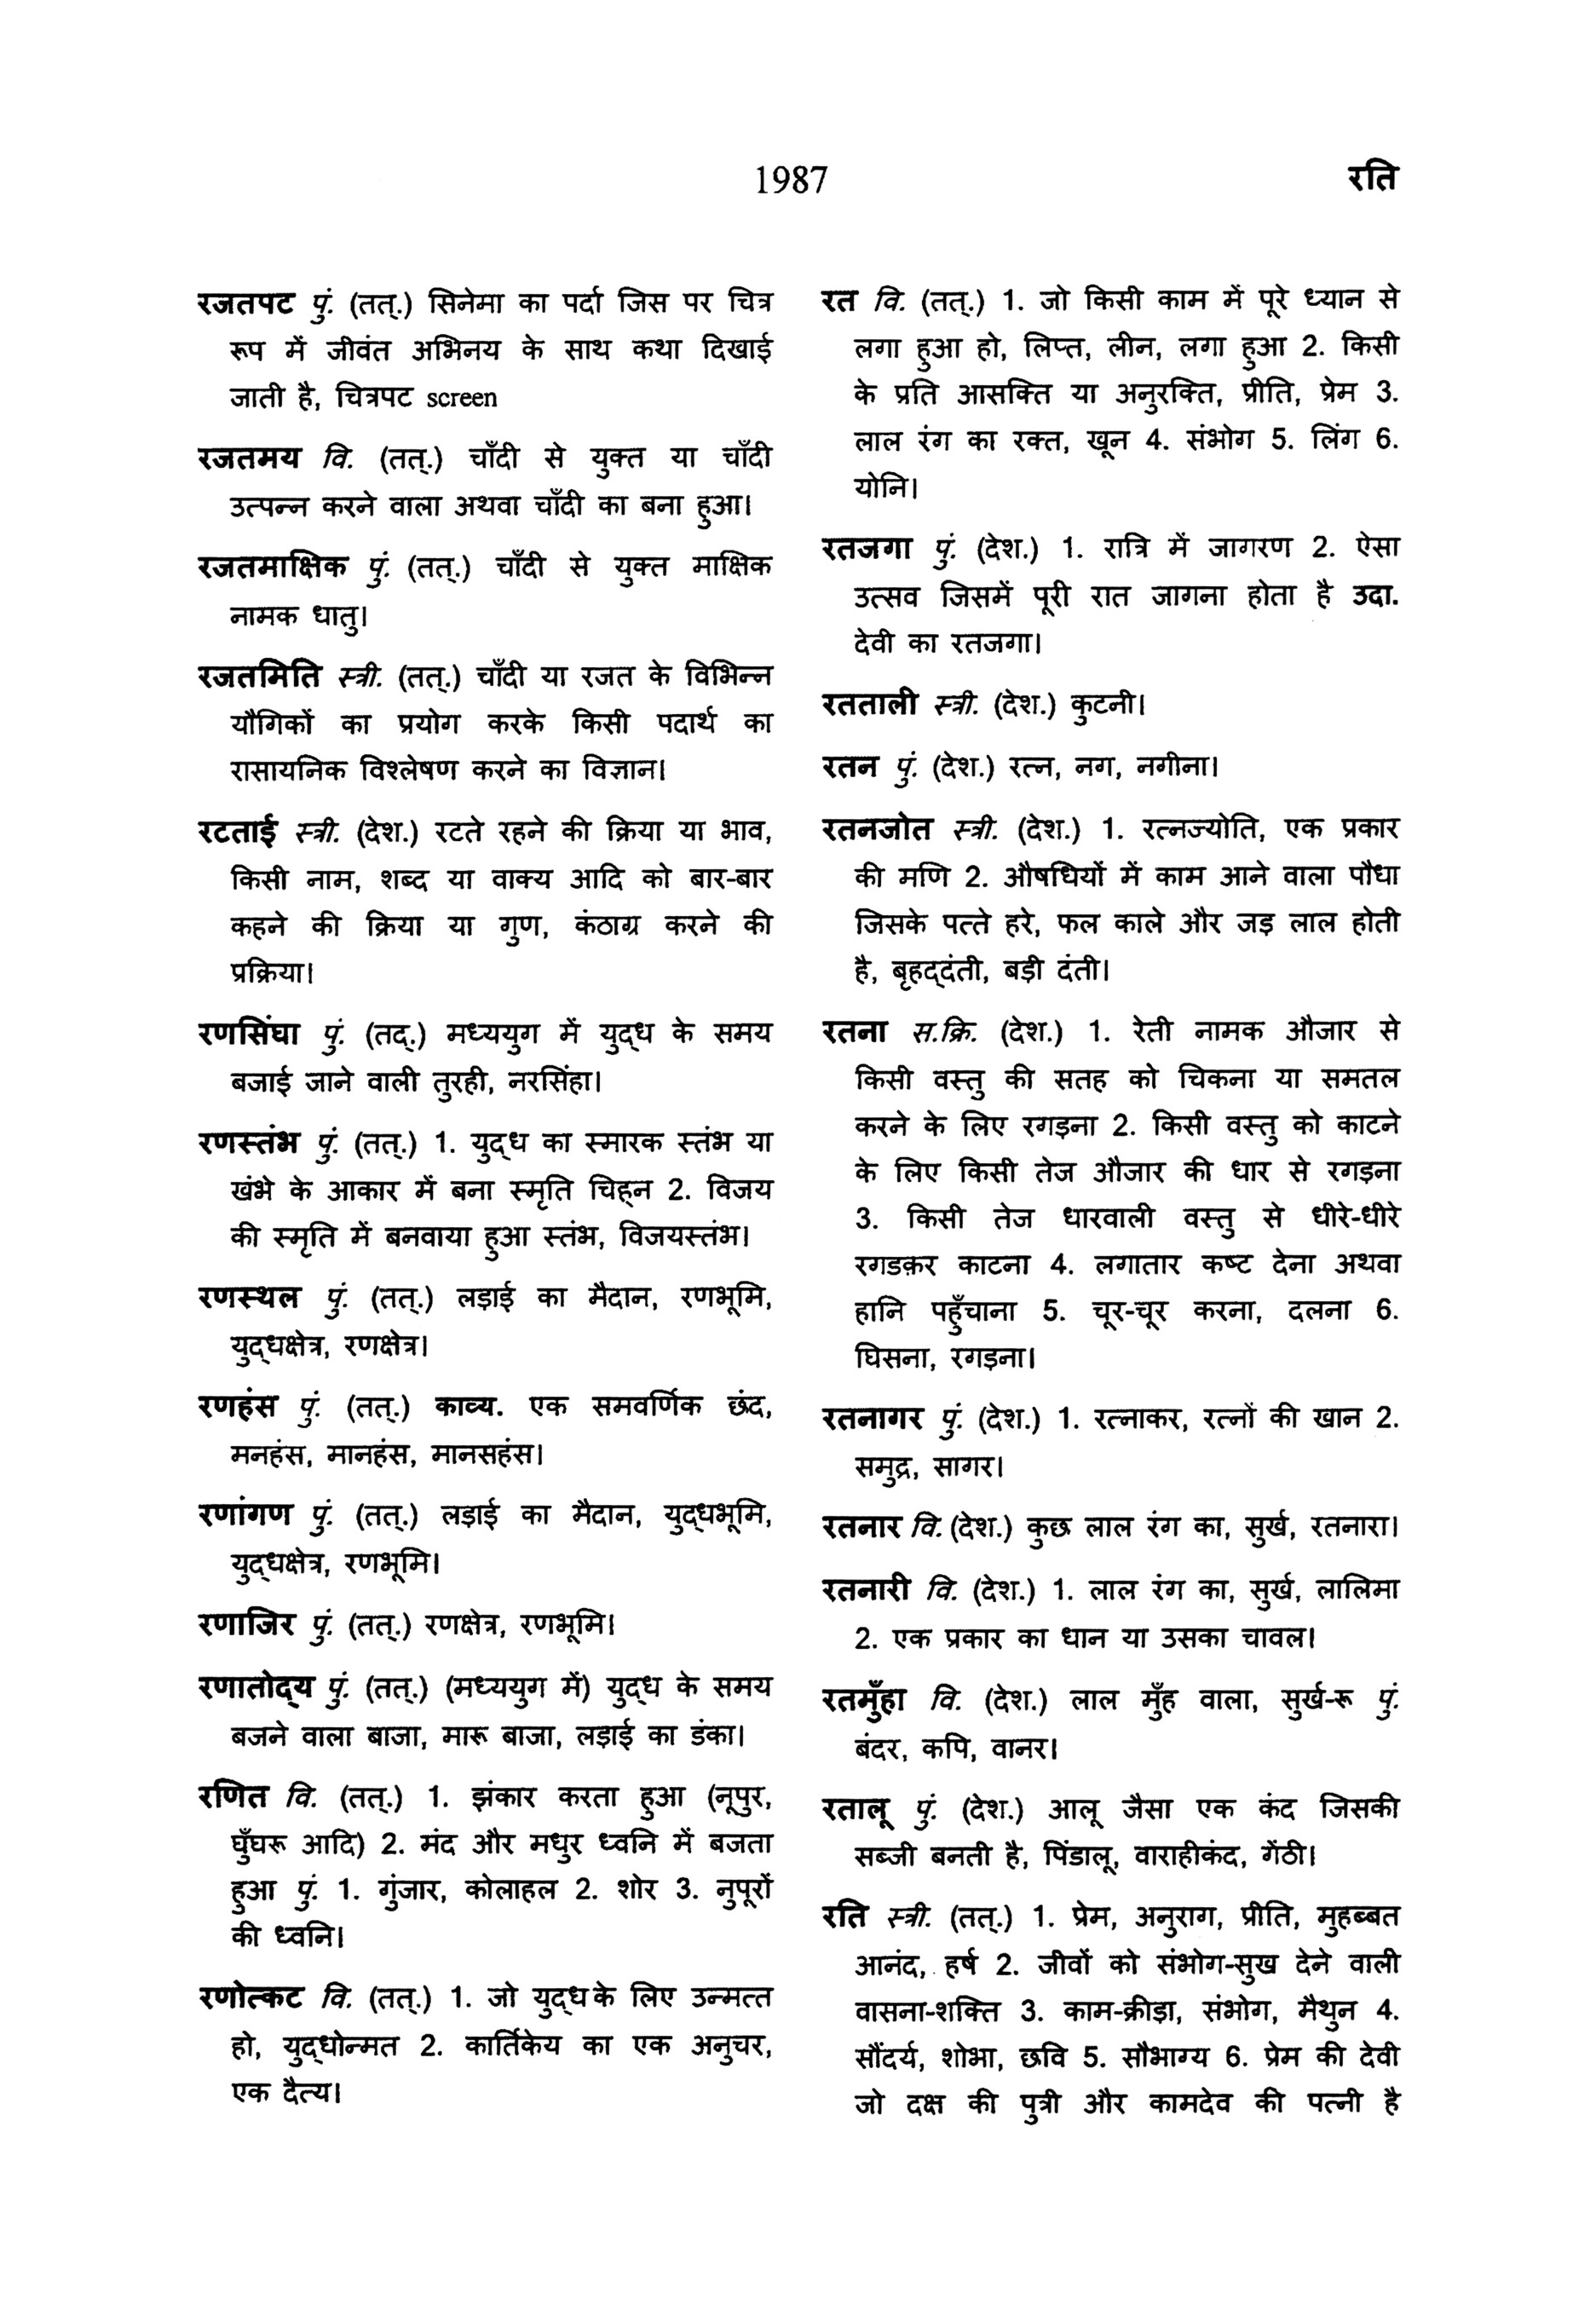 1987
रति
रजतपट पुं. (तत्.) सिनेमा का पर्दा जिस पर चित्र
रूप में जीवंत अभिनय के साथ कथा दिखाई
जाती है, चित्रपट screen
रजतमय वि. (तत्.) चाँदी से युक्त या चाँदी
उत्पन्न करने वाला अथवा चाँदी का बना हुआ।
रजतमाक्षिक पुं. (तत्.) चाँदी से युक्त माक्षिक
नामक धातु।
रजतमिति स्त्री. (तत्.) चाँदी या रजत के विभिन्न
यौगिकों का प्रयोग करके किसी पदार्थ का
रासायनिक विश्लेषण करने का विज्ञान।
रटताई स्त्री. (देश.) रटते रहने की क्रिया या भाव,
किसी नाम, शब्द या वाक्य आदि को बार-बार
कहने की क्रिया या गुण, कंठाग्र करने की
प्रक्रिया।
रणसिंघा पुं. (तद्.) मध्ययुग में युद्ध के समय
बजाई जाने वाली तुरही, नरसिंहा।
रणस्तंभ पुं. (तत्.) 1. युद्ध का स्मारक स्तंभ या
खंभे के आकार में बना स्मृति चिह्न 2. विजय
की स्मृति में बनवाया हुआ स्तंभ, विजयस्तंभ।
रणस्थल पुं. (तत्.) लड़ाई का मैदान, रणभूमि,
युद्धक्षेत्र, रणक्षेत्र।
रणहंस पुं. (तत्.) काव्य. एक समवर्णिक छंद,
मनहंस, मानहंस, मानसहंस।
रणांगण पुं. (तत्.) लड़ाई का मैदान, युद्धभूमि,
युद्धक्षेत्र, रणभूमि।
रणाजिर पुं. (तत्.) रणक्षेत्र, रणभूमि।
रणातोद्य पुं. (तत्.) (मध्ययुग में) युद्ध के समय
बजने वाला बाजा, मारू बाजा, लड़ाई का डंका।
रणित वि. (तत्.) 1. झंकार करता हुआ (नूपुर,
घुँघरू आदि) 2. मंद और मधुर ध्वनि में बजता
हुआ पुं. 1. गुंजार, कोलाहल 2. शोर 3. नुपूरों
की ध्वनि।
रणोत्कट वि. (तत्.) 1. जो युद्ध के लिए उन्मत्त
हो, युद्धोन्मत 2. कार्तिकेय का एक अनुचर,
एक दैत्य।
रत वि. (तत्.) 1. जो किसी काम में पूरे ध्यान से
लगा हुआ हो, लिप्त, लीन, लगा हुआ 2. किसी
के प्रति आसक्ति या अनुरक्ति, प्रीति, प्रेम 3.
लाल रंग का रक्त, खून 4. संभोग 5. लिंग 6.
योनि।
रतजगा पुं. (देश.) 1. रात्रि में जागरण 2. ऐसा
उत्सव जिसमें पूरी रात जागना होता है उदा.
देवी का रतजगा।
रतताली स्त्री. (देश.) कुटनी।
रतन पुं. (देश.) रत्न, नग, नगीना।
रतनजोत स्त्री. (देश.) 1. रत्नज्योति, एक प्रकार
की मणि 2. औषधियों में काम आने वाला पौधा
जिसके पत्ते हरे, फल काले और जड़ लाल होती
है, बृहद्दंती, बड़ी दंती।
रतना स.क्रि. (देश.) 1. रेती नामक औजार से
किसी वस्तु की सतह को चिकना या समतल
करने के लिए रगड़ना 2. किसी वस्तु को काटने
के लिए किसी तेज औजार की धार से रगड़ना
3. किसी तेज धारवाली वस्तु से धीरे-धीरे
रगडक़र काटना 4. लगातार कष्ट देना अथवा
हानि पहुँचाना 5. चूर-चूर करना, दलना 6.
घिसना, रगड़ना।
रतनागर पुं. (देश.) 1. रत्नाकर, रत्नों की खान 2.
समुद्र, सागर।
रतनार वि. (देश.) कुछ लाल रंग का, सुर्ख, रतनारा।
रतनारी वि. (देश.) 1. लाल रंग का, सुर्ख, लालिमा
2. एक प्रकार का धान या उसका चावल।
रतमुँहा वि. (देश.) लाल मुँह वाला, सुर्ख-रू पुं.
बंदर, कपि, वानर।
रतालू पुं. (देश.) आलू जैसा एक कंद जिसकी
सब्जी बनती है, पिंडालू, वाराहीकंद, गेंठी।
रति स्त्री. (तत्.) 1. प्रेम, अनुराग, प्रीति, मुहब्बत
आनंद, हर्ष 2. जीवों को संभोग-सुख देने वाली
वासना-शक्ति 3. काम-क्रीड़ा, संभोग, मैथुन 4.
सौंदर्य, शोभा, छवि 5. सौभाग्य 6. प्रेम की देवी
जो दक्ष की पुत्री और कामदेव की पत्नी है